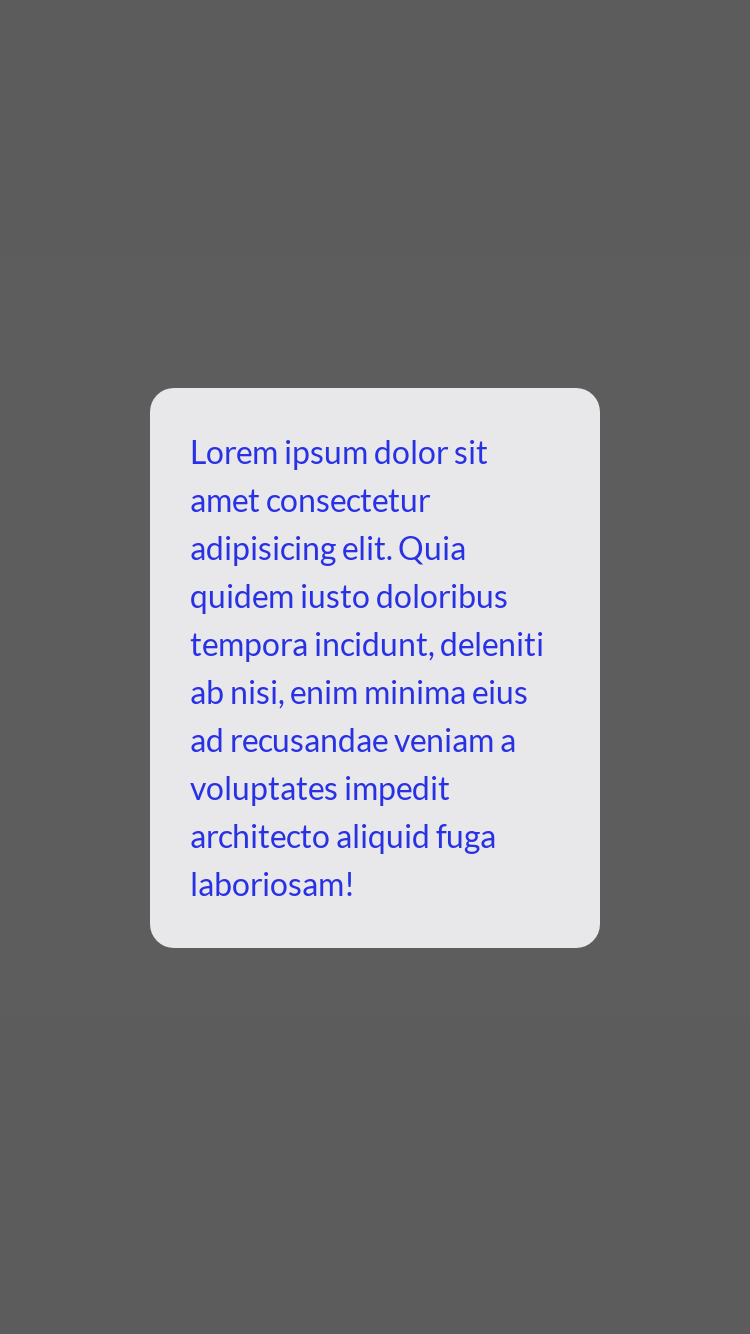 Lorem ipsum dolor sit
amet consectetur
adipisicing elit. Quia
quidem iusto doloribus
tempora incidunt, deleniti
ab nisi, enim minima eius
ad recusandae veniam a
voluptates impedit
architecto aliquid fuga
laboriosam!